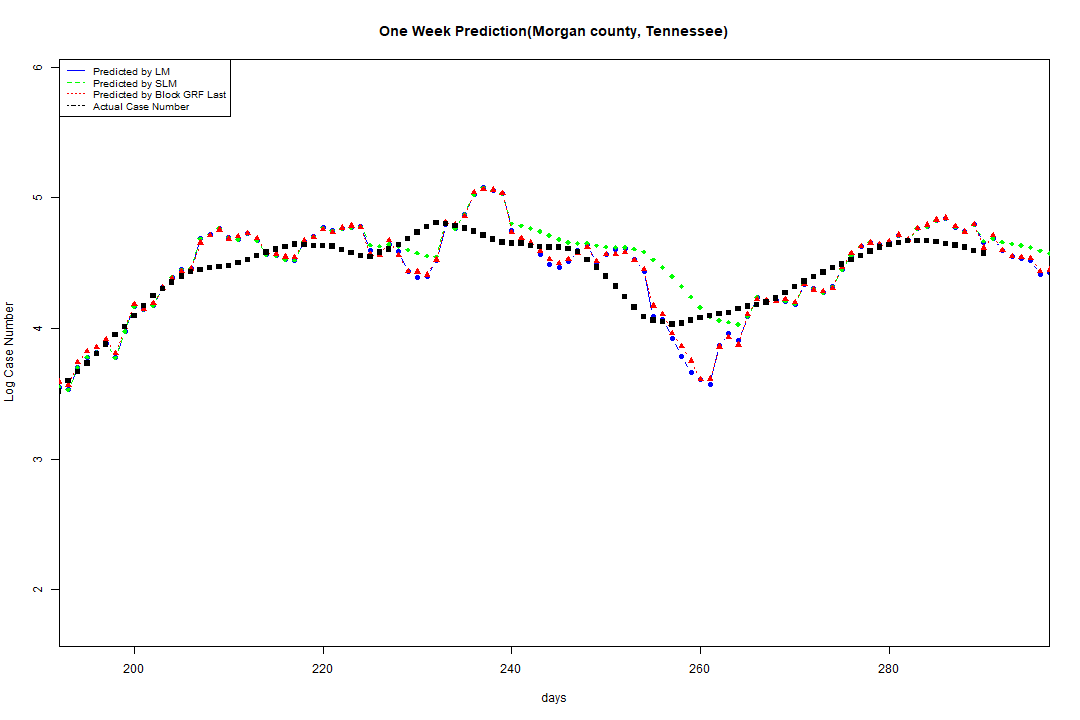 One Week Prediction(Morgan county, Tennessee)
Predicted by LM
Predicted by SLM
Predicted by Block GRF Last
Actual Case Number
6
5
4
3
2
Log Case Number
200 220 240 260 280
days